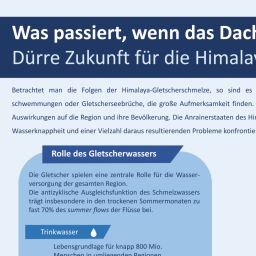 Was passiert, wenn das Dach
Dürre Zukunft für die Himalay
Betrachtet man die Folgen der Himalaya-Gletscherschmelze, so sind es
schwemmungen oder Gletscherseebrüche, die große Aufmerksamkeit finden.
Auswirkungen auf die Region und ihre Bevölkerung. Die Anrainerstaaten des Hi
Wasserknappheit und einer Vielzahl daraus resultierenden Probleme konfrontie
Rolle des Gletscherwassers
Die Gletscher spielen eine zentrale Rolle für die Wasser-
versorgung der gesamten Region.
Die antizyklische Ausgleichsfunktion des Schmelzwassers
trägt insbesondere in den trockenen Sommermonaten zu
fast 70% des summer flows der Flüsse bei.
Trinkwasser
Lebensgrundlage für knapp 800 Mio.
Menschen in umliegenden Regionen